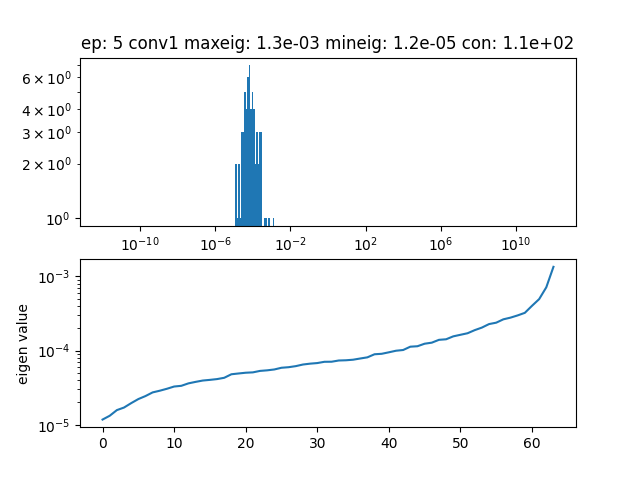 ep: 5 conv1 maxeig: 1.3e-03 mineig: 1.2e-05 con: 1.1e+02
6 × 10⁰
4 × 10⁰
3 × 10⁰
2 × 10⁰
10⁰
10⁻¹⁰ 10⁻⁶ 10⁻² 10² 10⁶ 10¹⁰
eigen value
10⁻³
10⁻⁴
10⁻⁵
0 10 20 30 40 50 60